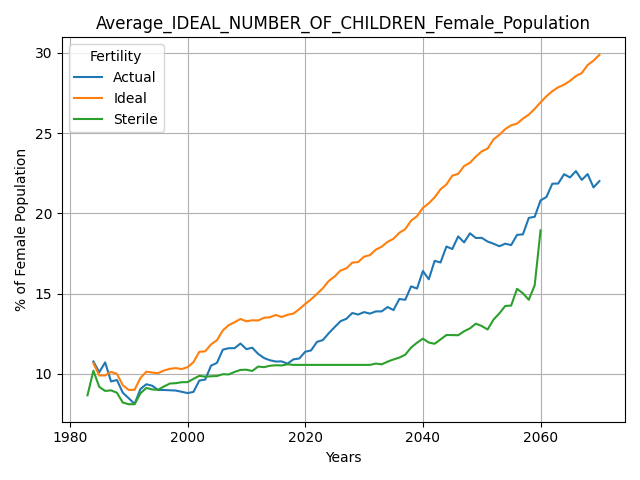 Average_IDEAL_NUMBER_OF_CHILDREN_Female_Population
Fertility
Actual
Ideal
Sterile
% of Female Population
30
25
20
15
10
1980
2000
2020
2040
2060
Years